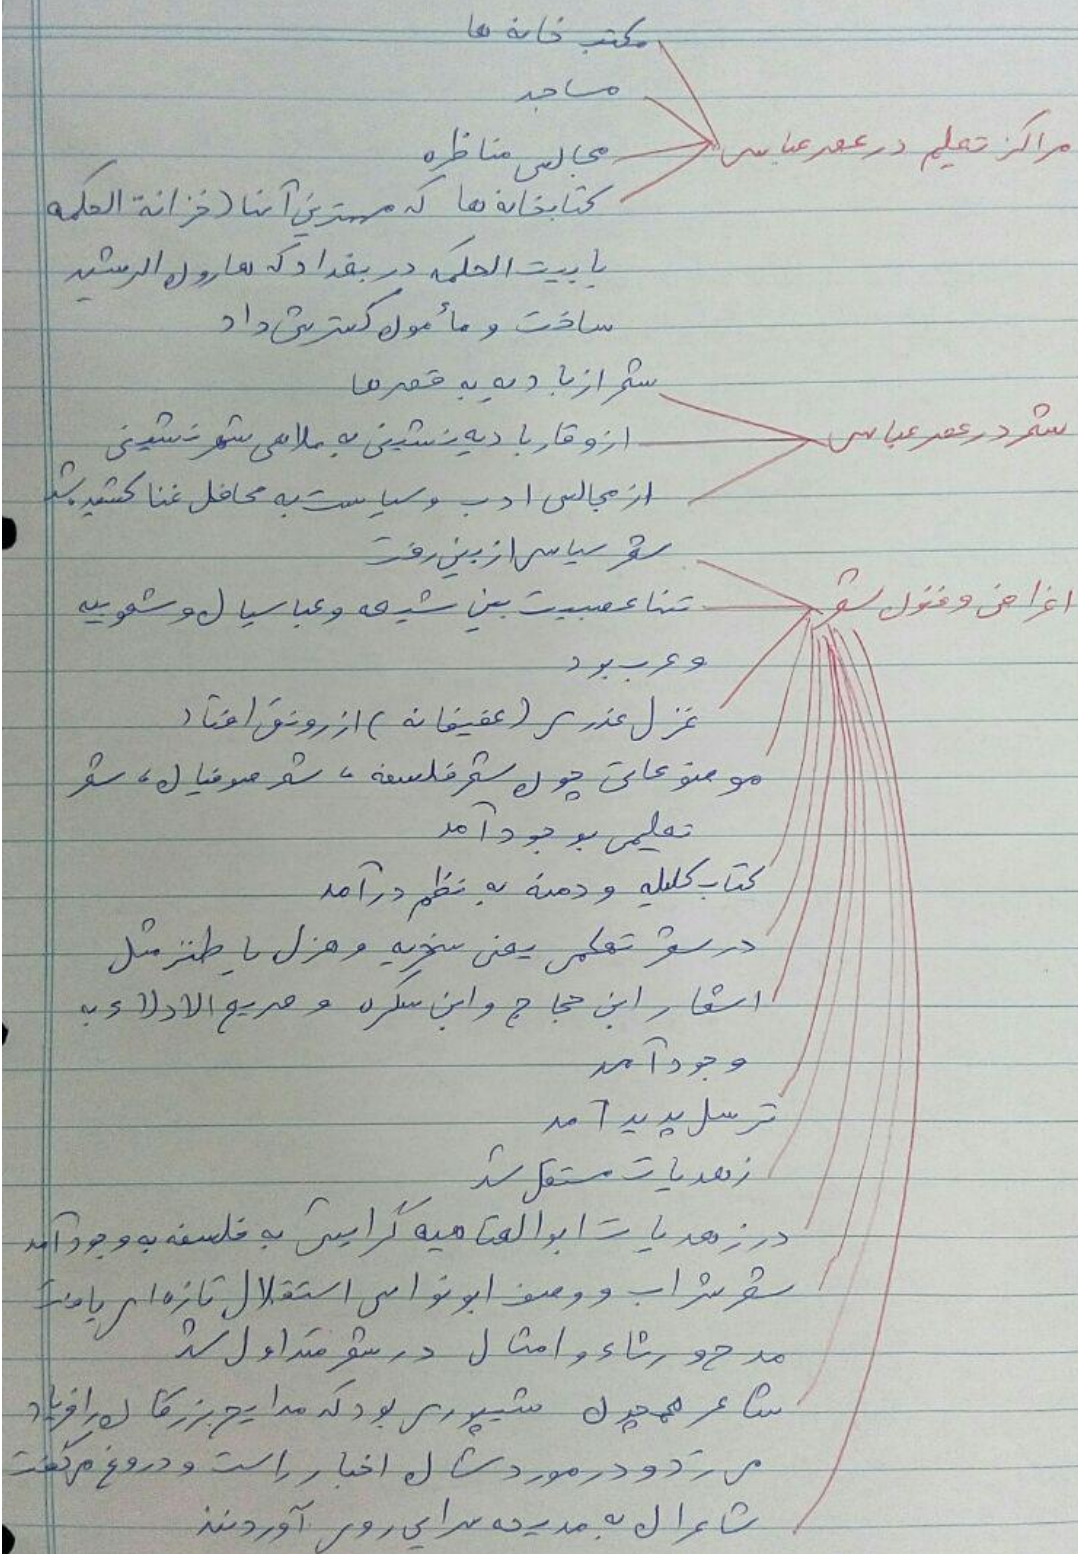 مکتب خانه ها
مساجد
مراکز تعلیم در عصر عباسی
مجالس مناظره
کتابخانه ها که مهمترین آنها (خزانة الحکمه
یا بیت الحکمه در بغداد که هارون الرشید
ساخت و مأمون گسترش داد
شعر از بادیه به قصرها
شعر در عصر عباسی
از وقار بادیه نشینی به ملاهی شهرنشینی
از مجالس ادب و سیاست به محافل غنا کشیده شد
شعر سیاسی از بین رفت
اغراض و فنون شعر
تنها عصبیت بین شیعه و عباسیان و شعوبیه
و عرب بود
غزل عذری (عفیفانه) از رونق افتاد
موضوعاتی چون شعر فلسفه، شعر صوفیان، شعر
تعلیمی بوجود آمد
کتاب کلیله و دمنه به نظم درآمد
در شعر تهکمی یعنی سخریه و هزل یا طنز مثل
اشعار ابن حجاج و ابن سکره و صریع الدلاء به
وجود آمد
ترسل پدید آمد
زهدیات مستقل شد
در زهدیات ابوالعتاهیه گرایش به فلسفه به وجود آمد
شعر شراب و وصف ابونواس استقلال تازه ای یافت
مدح و رثاء و امثال در شعر متداول شد
شاعر همچون شیپوری بود که مدایح بزرگان را فریاد
می زد و در موردشان اخبار راست و دروغ می گفت
شاعران به مدیحه سرایی روی آوردند